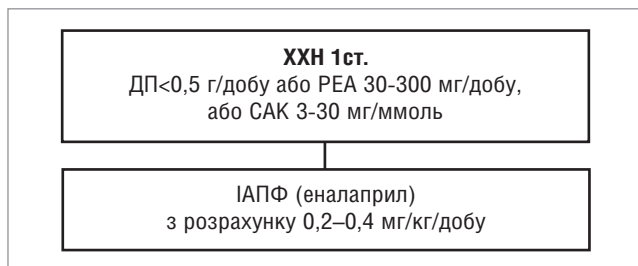 ХХН 1ст.
ДП<0,5 г/добу або РЕА 30-300 мг/добу,
або САК 3-30 мг/ммоль
ІАПФ (еналаприл)
з розрахунку 0,2–0,4 мг/кг/добу